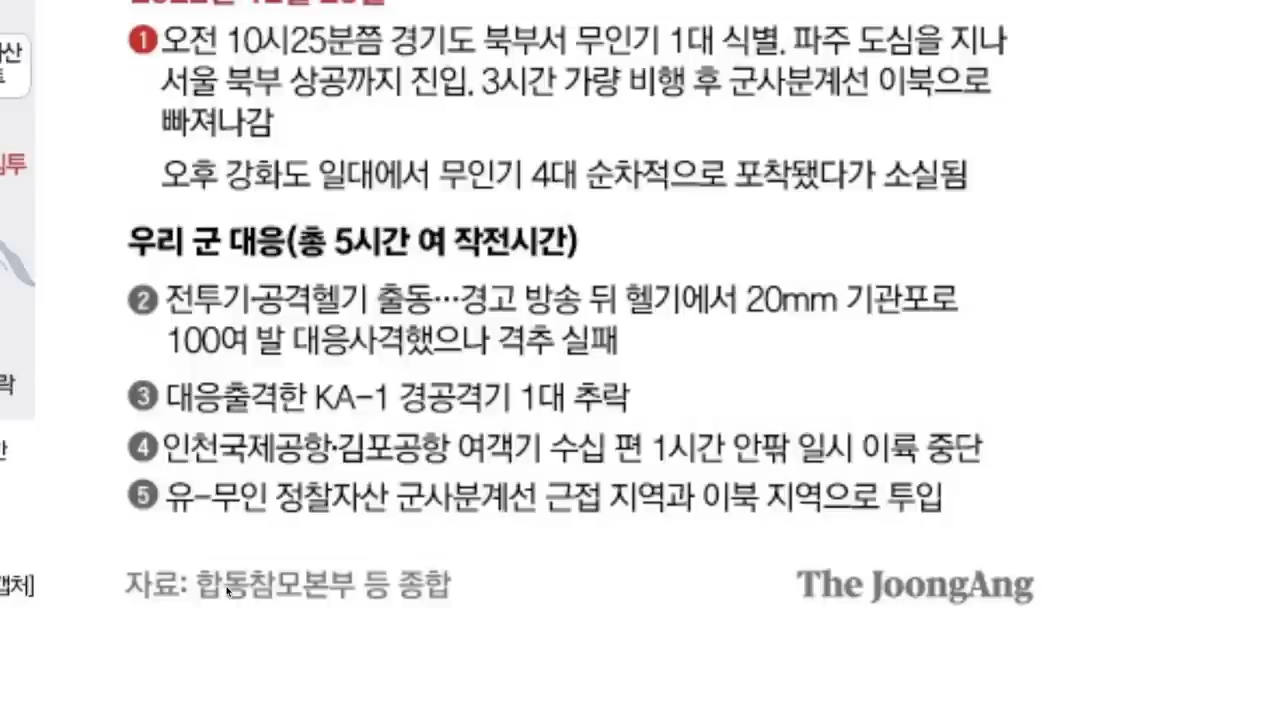 ❶오전 10시25분쯤 경기도 북부서 무인기 1대 식별. 파주 도심을 지나
서울 북부 상공까지 진입. 3시간 가량 비행 후 군사분계선 이북으로
빠져나감
오후 강화도 일대에서 무인기 4대 순차적으로 포착됐다가 소실됨
우리 군 대응(총 5시간 여 작전시간)
❷ 전투기·공격헬기 출동…경고 방송 뒤 헬기에서 20mm 기관포로
100여 발 대응사격했으나 격추 실패
❸ 대응출격한 KA-1 경공격기 1대 추락
❹인천국제공항·김포공항 여객기 수십 편 1시간 안팎 일시 이륙 중단
❺ 유-무인 정찰자산 군사분계선 근접 지역과 이북 지역으로 투입
자료: 합동참모본부 등 종합
The JoongAng